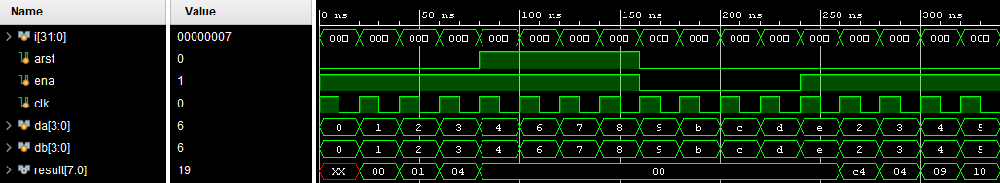 Name Value 0 ns 50 ns 100 ns 150 ns 200 ns 250 ns 300 ns
i[31:0] 00000007 000 000 000 000 000 000 000 000 000 000 000 000 000 000 000 000 000
arst 0
ena 1
clk 0
da[3:0] 6 0 1 2 3 4 6 7 8 9 b c d e 2 3 4 5
db[3:0] 6 0 1 2 3 4 6 7 8 9 b c d e 2 3 4 5
result[7:0] 19 XX 00 01 04 00 c4 04 09 10